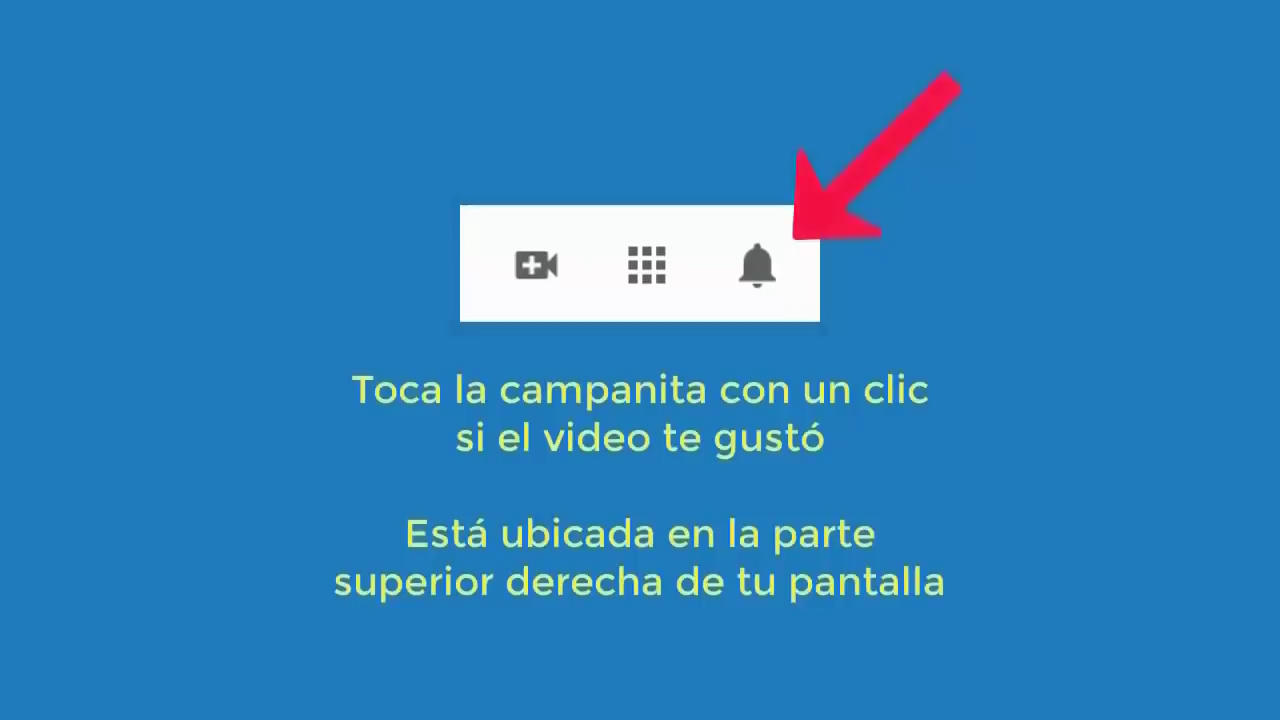 Toca la campanita con un clic
si el video te gustó
Está ubicada en la parte
superior derecha de tu pantalla